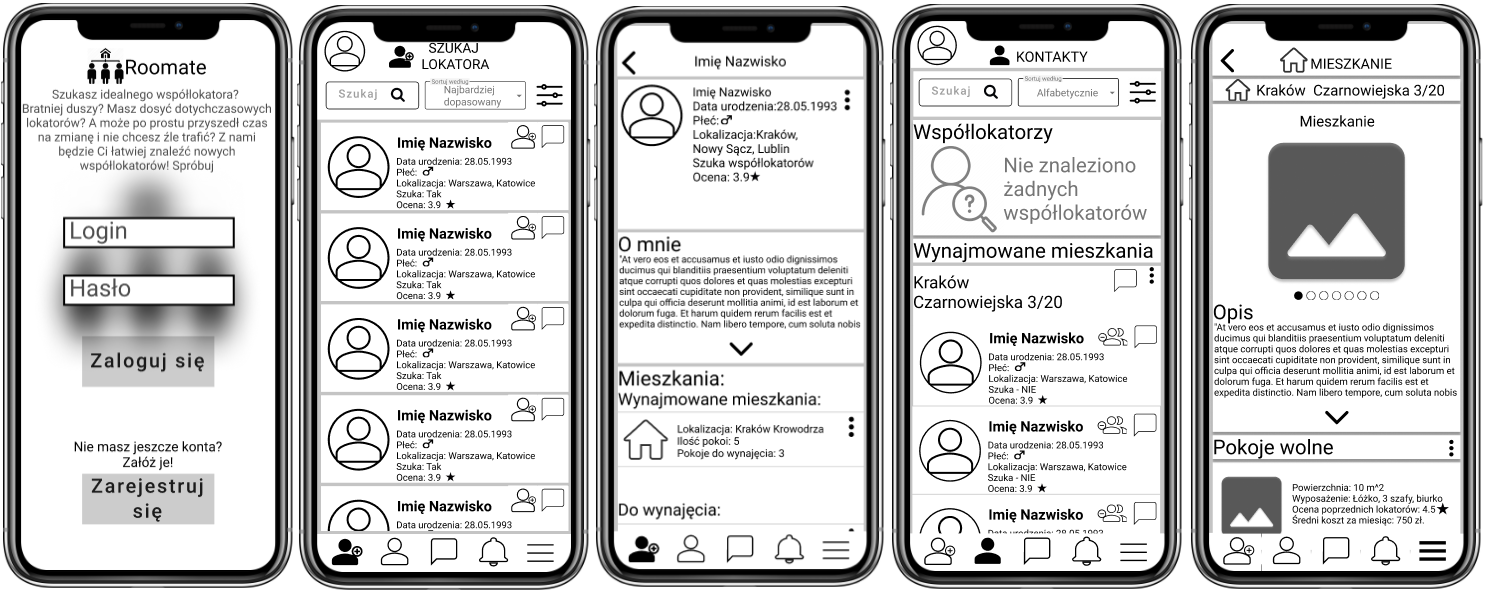 Roomate
Szukasz idealnego współlokatora?
Bratniej duszy? Masz dosyć dotychczasowych
lokatorów? A może po prostu przyszedł czas
na zmianę i nie chcesz źle trafić? Z nami
będzie Ci łatwiej znaleźć nowych
współlokatorów! Spróbuj
Login
Hasło
Zaloguj się
Nie masz jeszcze konta?
Załóż je!
Zarejestruj
się
SZUKAJ
LOKATORA
Szukaj
Sortuj według
Najbardziej
dopasowany
Imię Nazwisko
Data urodzenia: 28.05.1993
Płeć: ♂
Lokalizacja: Warszawa, Katowice
Szuka: Tak
Ocena: 3.9 ★
Imię Nazwisko
Data urodzenia: 28.05.1993
Płeć: ♂
Lokalizacja: Warszawa, Katowice
Szuka: Tak
Ocena: 3.9 ★
Imię Nazwisko
Data urodzenia: 28.05.1993
Płeć: ♂
Lokalizacja: Warszawa, Katowice
Szuka: Tak
Ocena: 3.9 ★
Imię Nazwisko
Data urodzenia: 28.05.1993
Płeć: ♂
Lokalizacja: Warszawa, Katowice
Szuka: Tak
Ocena: 3.9 ★
Imię Nazwisko
Data urodzenia: 28.05.1993
Imię Nazwisko
Imię Nazwisko
Data urodzenia:28.05.1993
Płeć:♂
Lokalizacja:Kraków,
Nowy Sącz, Lublin
Szuka współlokatorów
Ocena: 3.9★
O mnie
"At vero eos et accusamus et iusto odio dignissimos
ducimus qui blanditiis praesentium voluptatum deleniti
atque corrupti quos dolores et quas molestias excepturi
sint occaecati cupiditate non provident, similique sunt in
culpa qui officia deserunt mollitia animi, id est laborum et
dolorum fuga. Et harum quidem rerum facilis est et
expedita distinctio. Nam libero tempore, cum soluta nobis
Mieszkania:
Wynajmowane mieszkania:
Lokalizacja: Kraków Krowodrza
Ilość pokoi: 5
Pokoje do wynajęcia: 3
Do wynajęcia:
KONTAKTY
Szukaj
Sortuj według
Alfabetycznie
Współlokatorzy
Nie znaleziono
żadnych
współlokatorów
?
Wynajmowane mieszkania
Kraków
Czarnowiejska 3/20
Imię Nazwisko
Data urodzenia: 28.05.1993
Płeć: ♂
Lokalizacja: Warszawa, Katowice
Szuka - NIE
Ocena: 3.9 ★
Imię Nazwisko
Data urodzenia: 28.05.1993
Płeć: ♂
Lokalizacja: Warszawa, Katowice
Szuka - NIE
Ocena: 3.9 ★
Imię Nazwisko
Data urodzenia: 28.05.1993
MIESZKANIE
Kraków Czarnowiejska 3/20
Mieszkanie
Opis
"At vero eos et accusamus et iusto odio dignissimos
ducimus qui blanditiis praesentium voluptatum deleniti
atque corrupti quos dolores et quas molestias excepturi
sint occaecati cupiditate non provident, similique sunt in
culpa qui officia deserunt mollitia animi, id est laborum et
dolorum fuga. Et harum quidem rerum facilis est et
expedita distinctio. Nam libero tempore, cum soluta nobis
Pokoje wolne
Powierzchnia: 10 m^2
Wyposażenie: Łóżko, 3 szafy, biurko
Ocena poprzednich lokatorów: 4.5★
Średni koszt za miesiąc: 750 zł.